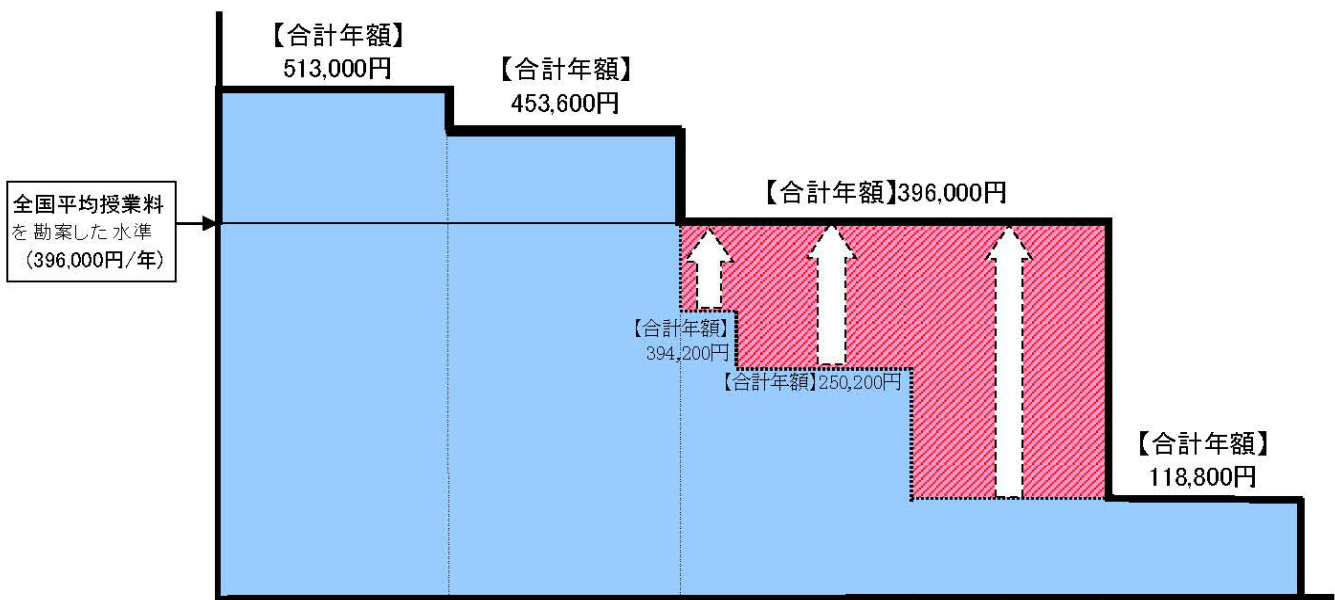 【合計年額】
513,000円
【合計年額】
453,600円
全国平均授業料
を勘案した水準
（396,000円/年）
【合計年額】396,000円
【合計年額】
394,200円
【合計年額】250,200円
【合計年額】
118,800円